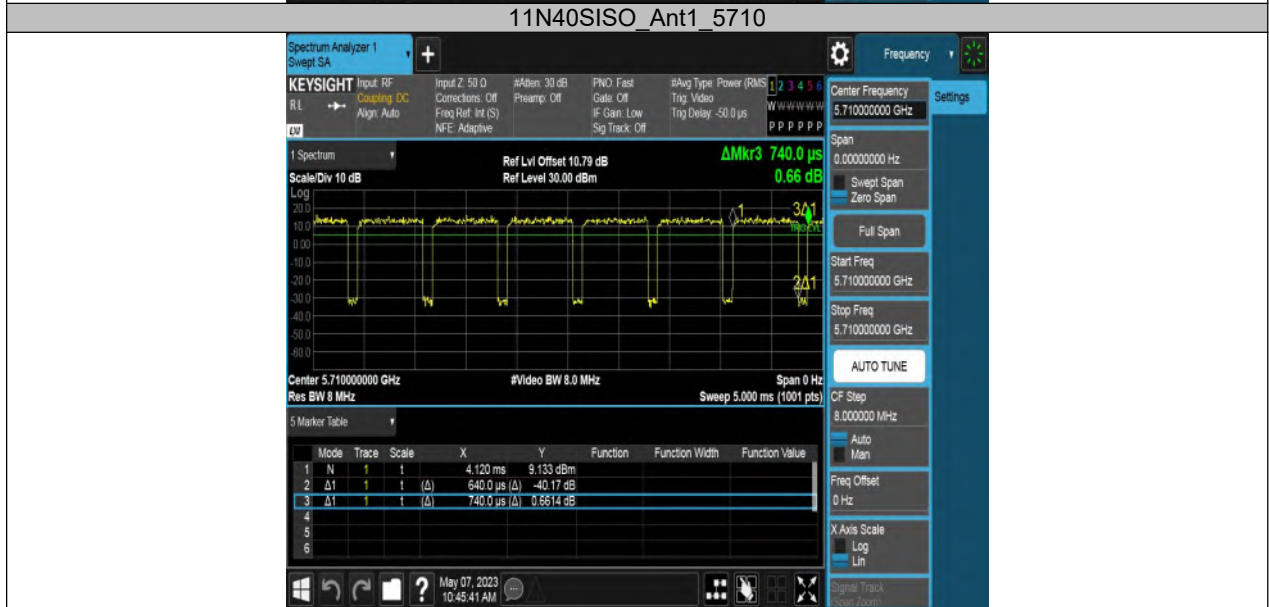 11N40SISO_Ant1_5710
Spectrum Analyzer 1
Swept SA
Frequency
KEYSIGHT
RL
Input: RF
Coupling: DC
Align: Auto
Input Z: 50 Ω
Corrections: Off
Freq Ref: Int (S)
NFE: Adaptive
#Atten: 30 dB
Preamp: Off
PNO: Fast
Gate: Off
IF Gain: Low
Sig Track: Off
#Avg Type: Power (RMS
Trig: Video
Trig Delay: -50.0 µs
1 2 3 4 5 6
W W W W W W
P P P P P P
1 Spectrum
Scale/Div 10 dB
Ref Lvl Offset 10.79 dB
Ref Level 30.00 dBm
ΔMkr3 740.0 µs
0.66 dB
Log
20.0
10.0
0.00
-10.0
-20.0
-30.0
-40.0
-50.0
-60.0
1
3Δ1
TRIG LVL
2Δ1
Center 5.710000000 GHz
#Video BW 8.0 MHz
Span 0 Hz
Res BW 8 MHz
Sweep 5.000 ms (1001 pts)
5 Marker Table
Mode Trace Scale X Y Function Function Width Function Value
1 N 1 t 4.120 ms 9.133 dBm
2 Δ1 1 t (Δ) 640.0 µs (Δ) -40.17 dB
3 Δ1 1 t (Δ) 740.0 µs (Δ) 0.6614 dB
4
5
6
May 07, 2023
10:45:41 AM
Center Frequency
5.710000000 GHz
Settings
Span
0.00000000 Hz
Swept Span
Zero Span
Full Span
Start Freq
5.710000000 GHz
Stop Freq
5.710000000 GHz
AUTO TUNE
CF Step
8.000000 MHz
Auto
Man
Freq Offset
0 Hz
X Axis Scale
Log
Lin
Signal Track
(Span Zoom)